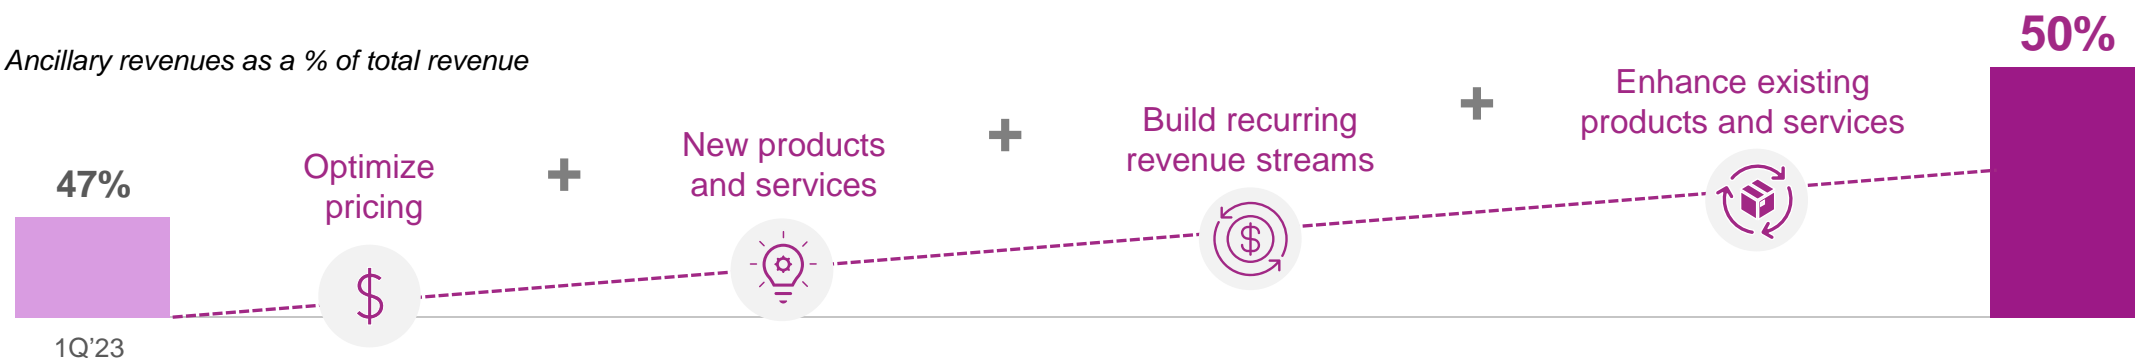 Ancillary revenues as a % of total revenue
47%
1Q’23
Optimize
pricing
+
New products
and services
+
Build recurring
revenue streams
+
Enhance existing
products and services
50%